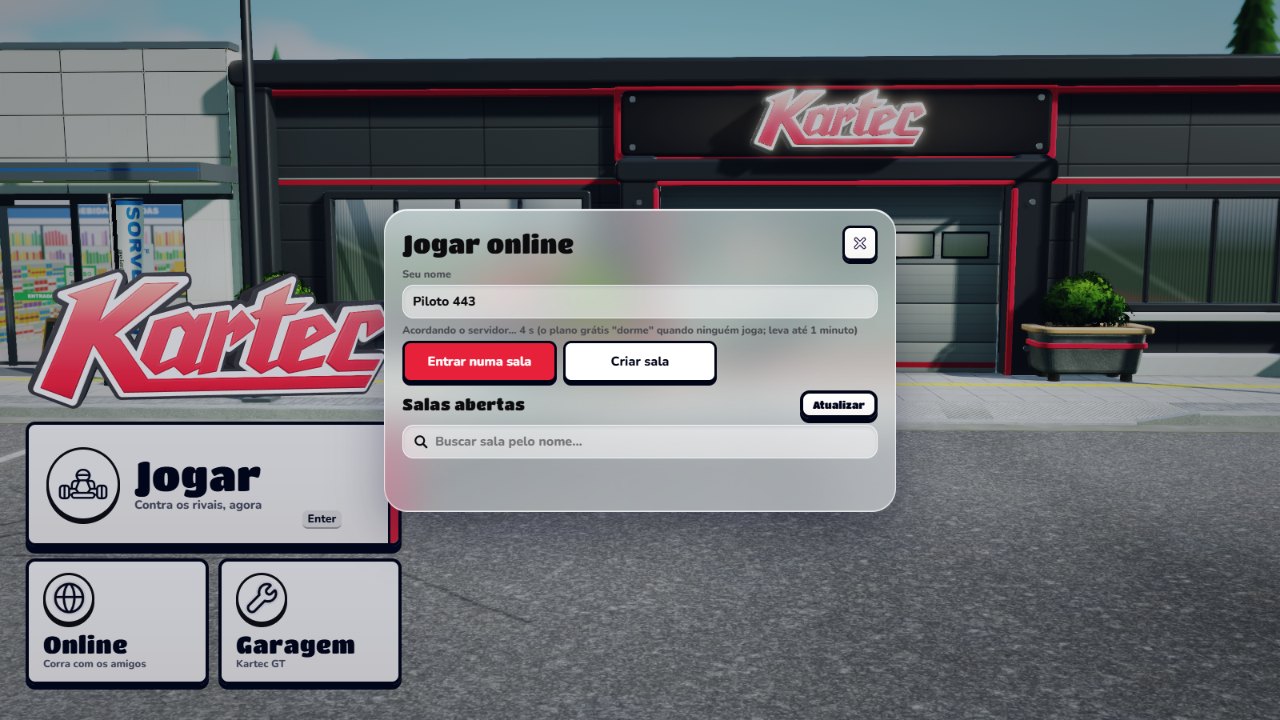 Kartec
SORVE
ENTRADA
Kartec
Jogar online
Seu nome
Piloto 443
Acordando o servidor... 4 s (o plano grátis "dorme" quando ninguém joga; leva até 1 minuto)
Entrar numa sala
Criar sala
Salas abertas
Atualizar
Buscar sala pelo nome...
Jogar
Contra os rivais, agora
Enter
Online
Corra com os amigos
Garagem
Kartec GT